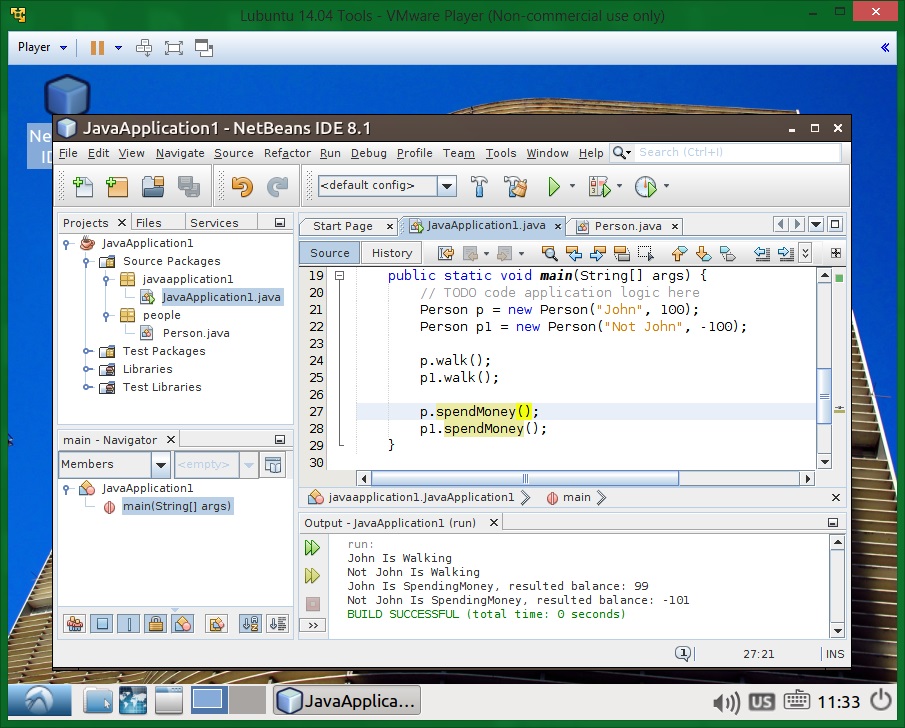 Lubuntu 14.04 Tools - VMware Player (Non-commercial use only)
Player
Ne
JavaApplication1 - NetBeans IDE 8.1
File Edit View Navigate Source Refactor Run Debug Profile Team Tools Window Help Search (Ctrl+I)
<default config>
Projects Files Services
JavaApplication1
Source Packages
javaapplication1
JavaApplication1.java
people
Person.java
Test Packages
Libraries
Test Libraries
main - Navigator
Members <empty>
JavaApplication1
main(String[] args)
Start Page JavaApplication1.java Person.java
Source History
19 public static void main(String[] args) {
20 // TODO code application logic here
21 Person p = new Person("John", 100);
22 Person p1 = new Person("Not John", -100);
23
24 p.walk();
25 p1.walk();
26
27 p.spendMoney();
28 p1.spendMoney();
29 }
30
javaapplication1.JavaApplication1 main
Output - JavaApplication1 (run)
run:
John Is Walking
Not John Is Walking
John Is SpendingMoney, resulted balance: 99
Not John Is SpendingMoney, resulted balance: -101
BUILD SUCCESSFUL (total time: 0 seconds)
1 27:21 INS
JavaApplica... US 11:33